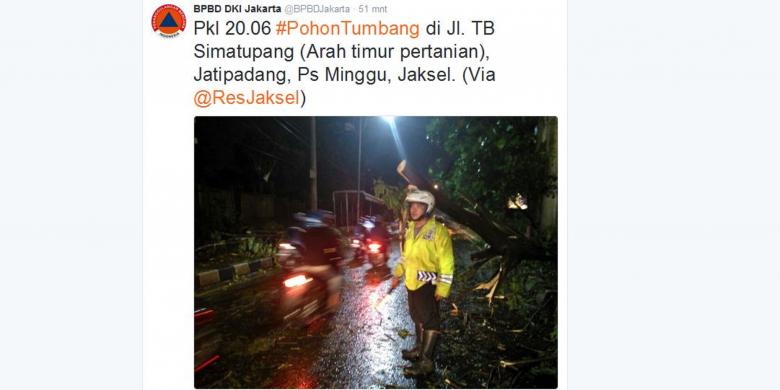 BPBD DKI Jakarta @BPBDJakarta · 51 mnt
Pkl 20.06 #PohonTumbang di Jl. TB
Simatupang (Arah timur pertanian),
Jatipadang, Ps Minggu, Jaksel. (Via
@ResJaksel)